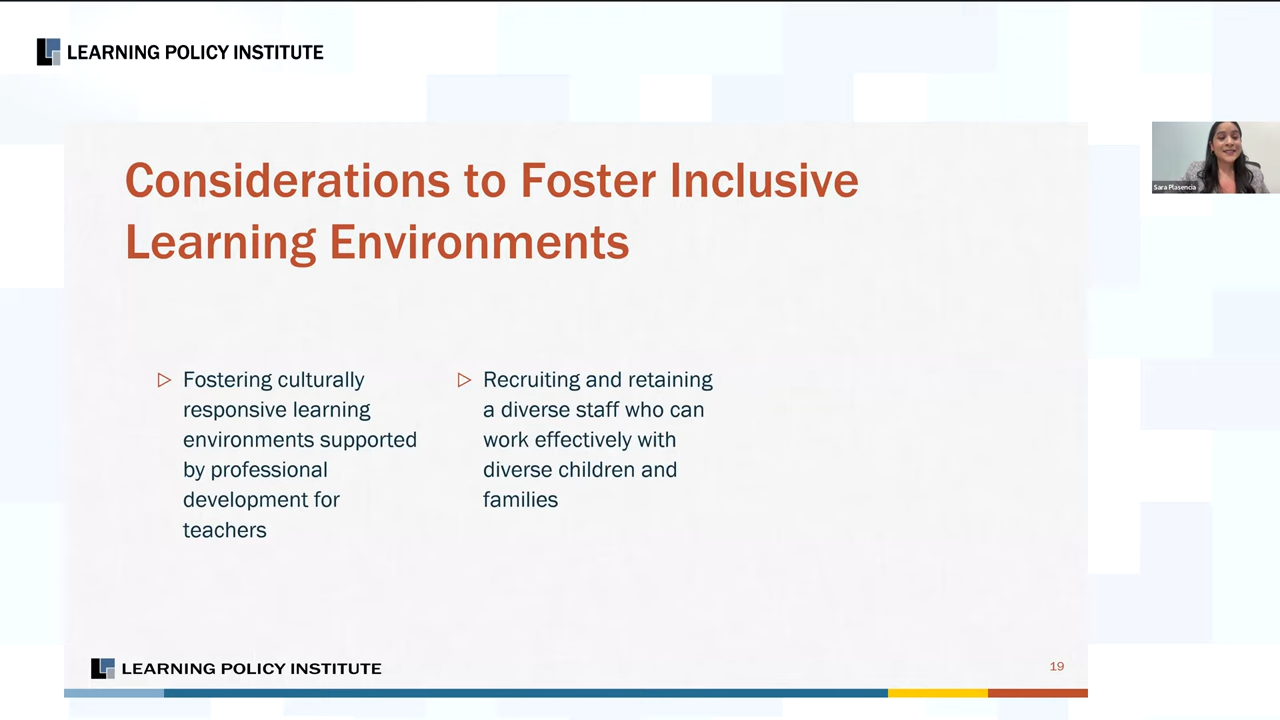 LEARNING POLICY INSTITUTE
Considerations to Foster Inclusive
Learning Environments
Sara Plasencia
▷ Fostering culturally
responsive learning
environments supported
by professional
development for
teachers
▷ Recruiting and retaining
a diverse staff who can
work effectively with
diverse children and
families
LEARNING POLICY INSTITUTE
19